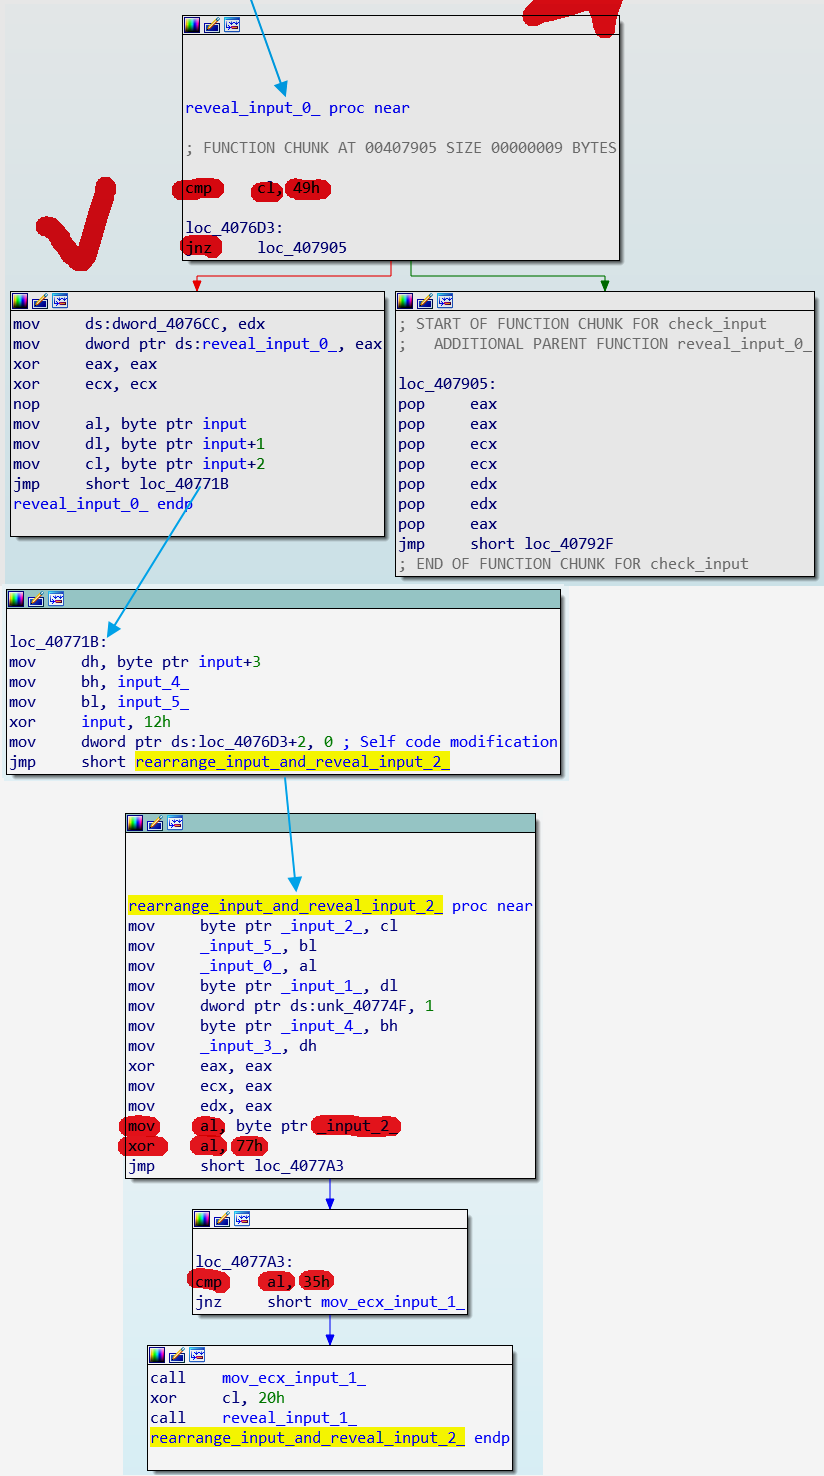 reveal_input_0_ proc near
; FUNCTION CHUNK AT 00407905 SIZE 00000009 BYTES
cmp cl, 49h
loc_4076D3:
jnz loc_407905
mov ds:dword_4076CC, edx
mov dword ptr ds:reveal_input_0_, eax
xor eax, eax
xor ecx, ecx
nop
mov al, byte ptr input
mov dl, byte ptr input+1
mov cl, byte ptr input+2
jmp short loc_40771B
reveal_input_0_ endp
; START OF FUNCTION CHUNK FOR check_input
; ADDITIONAL PARENT FUNCTION reveal_input_0_
loc_407905:
pop eax
pop eax
pop ecx
pop ecx
pop edx
pop edx
pop eax
jmp short loc_40792F
; END OF FUNCTION CHUNK FOR check_input
loc_40771B:
mov dh, byte ptr input+3
mov bh, input_4_
mov bl, input_5_
xor input, 12h
mov dword ptr ds:loc_4076D3+2, 0 ; Self code modification
jmp short rearrange_input_and_reveal_input_2_
rearrange_input_and_reveal_input_2_ proc near
mov byte ptr _input_2_, cl
mov _input_5_, bl
mov _input_0_, al
mov byte ptr _input_1_, dl
mov dword ptr ds:unk_40774F, 1
mov byte ptr _input_4_, bh
mov _input_3_, dh
xor eax, eax
mov ecx, eax
mov edx, eax
mov al, byte ptr _input_2_
xor al, 77h
jmp short loc_4077A3
loc_4077A3:
cmp al, 35h
jnz short mov_ecx_input_1_
call mov_ecx_input_1_
xor cl, 20h
call reveal_input_1_
rearrange_input_and_reveal_input_2_ endp